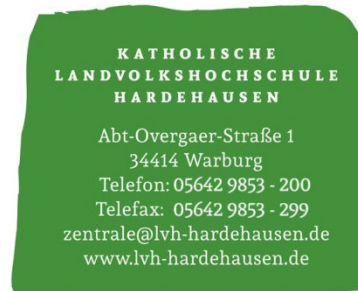 KATHOLISCHE
LANDVOLKSHOCHSCHULE
HARDEHAUSEN
Abt-Overgaer-Straße 1
34414 Warburg
Telefon: 05642 9853 - 200
Telefax: 05642 9853 - 299
zentrale@lvh-hardehausen.de
www.lvh-hardehausen.de